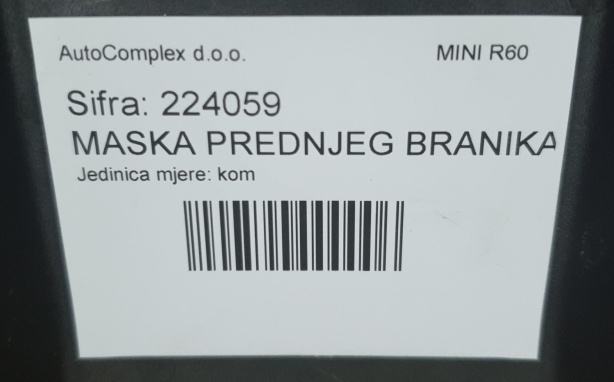 AutoComplex d.o.o. MINI R60
Sifra: 224059
MASKA PREDNJEG BRANIKA
Jedinica mjere: kom